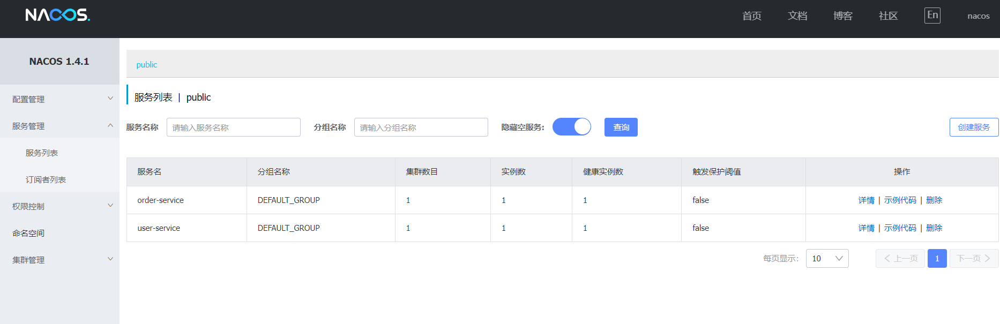 NACOS.
首页 文档 博客 社区 En nacos
NACOS 1.4.1
配置管理
服务管理
服务列表
订阅者列表
权限控制
命名空间
集群管理
public
服务列表 | public
服务名称 请输入服务名称 分组名称 请输入分组名称 隐藏空服务: 查询 创建服务
服务名 分组名称 集群数目 实例数 健康实例数 触发保护阈值 操作
order-service DEFAULT_GROUP 1 1 1 false 详情 | 示例代码 | 删除
user-service DEFAULT_GROUP 1 1 1 false 详情 | 示例代码 | 删除
每页显示: 10 上一页 1 下一页